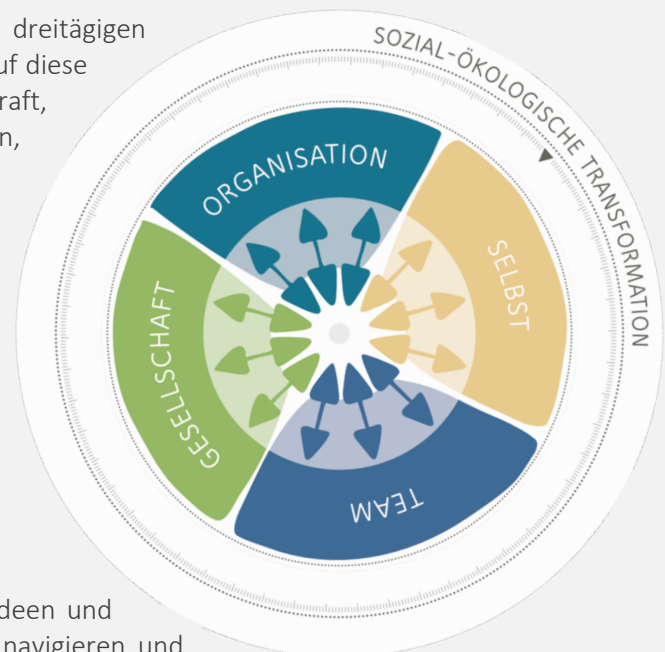 dreitägigen
uf diese
raft,
n,
SOZIAL-ÖKOLOGISCHE TRANSFORMATION
ORGANISATION
SELBST
GESELLSCHAFT
TEAM
deen und
navigieren und